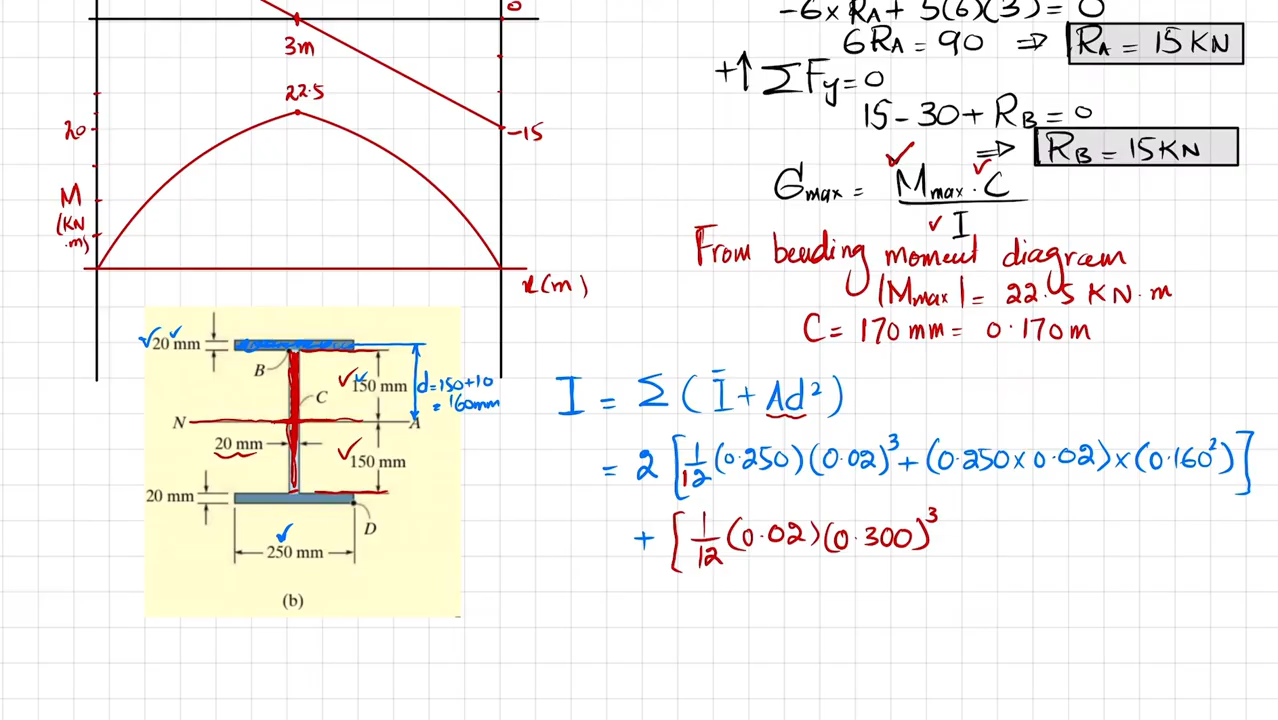 -6×RA + 5(6)(3) = 0
6RA = 90 ⇒ RA = 15 KN
+↑ ΣFy = 0
15 - 30 + RB = 0
⇒ RB = 15 KN
σmax = Mmax · C / I
From bending moment diagram
|Mmax| = 22.5 KN·m
C = 170 mm = 0.170 m
0
3m
22.5
20
-15
M
(KN
.m)
x(m)
20 mm
B
150 mm
d=150+10
= 160mm
C
N
A
20 mm
150 mm
20 mm
D
250 mm
(b)
I = Σ ( Ī + Ad² )
= 2 [ 1/12 (0.250) (0.02)³ + (0.250 × 0.02) × (0.160²) ]
+ [ 1/12 (0.02) (0.300)³